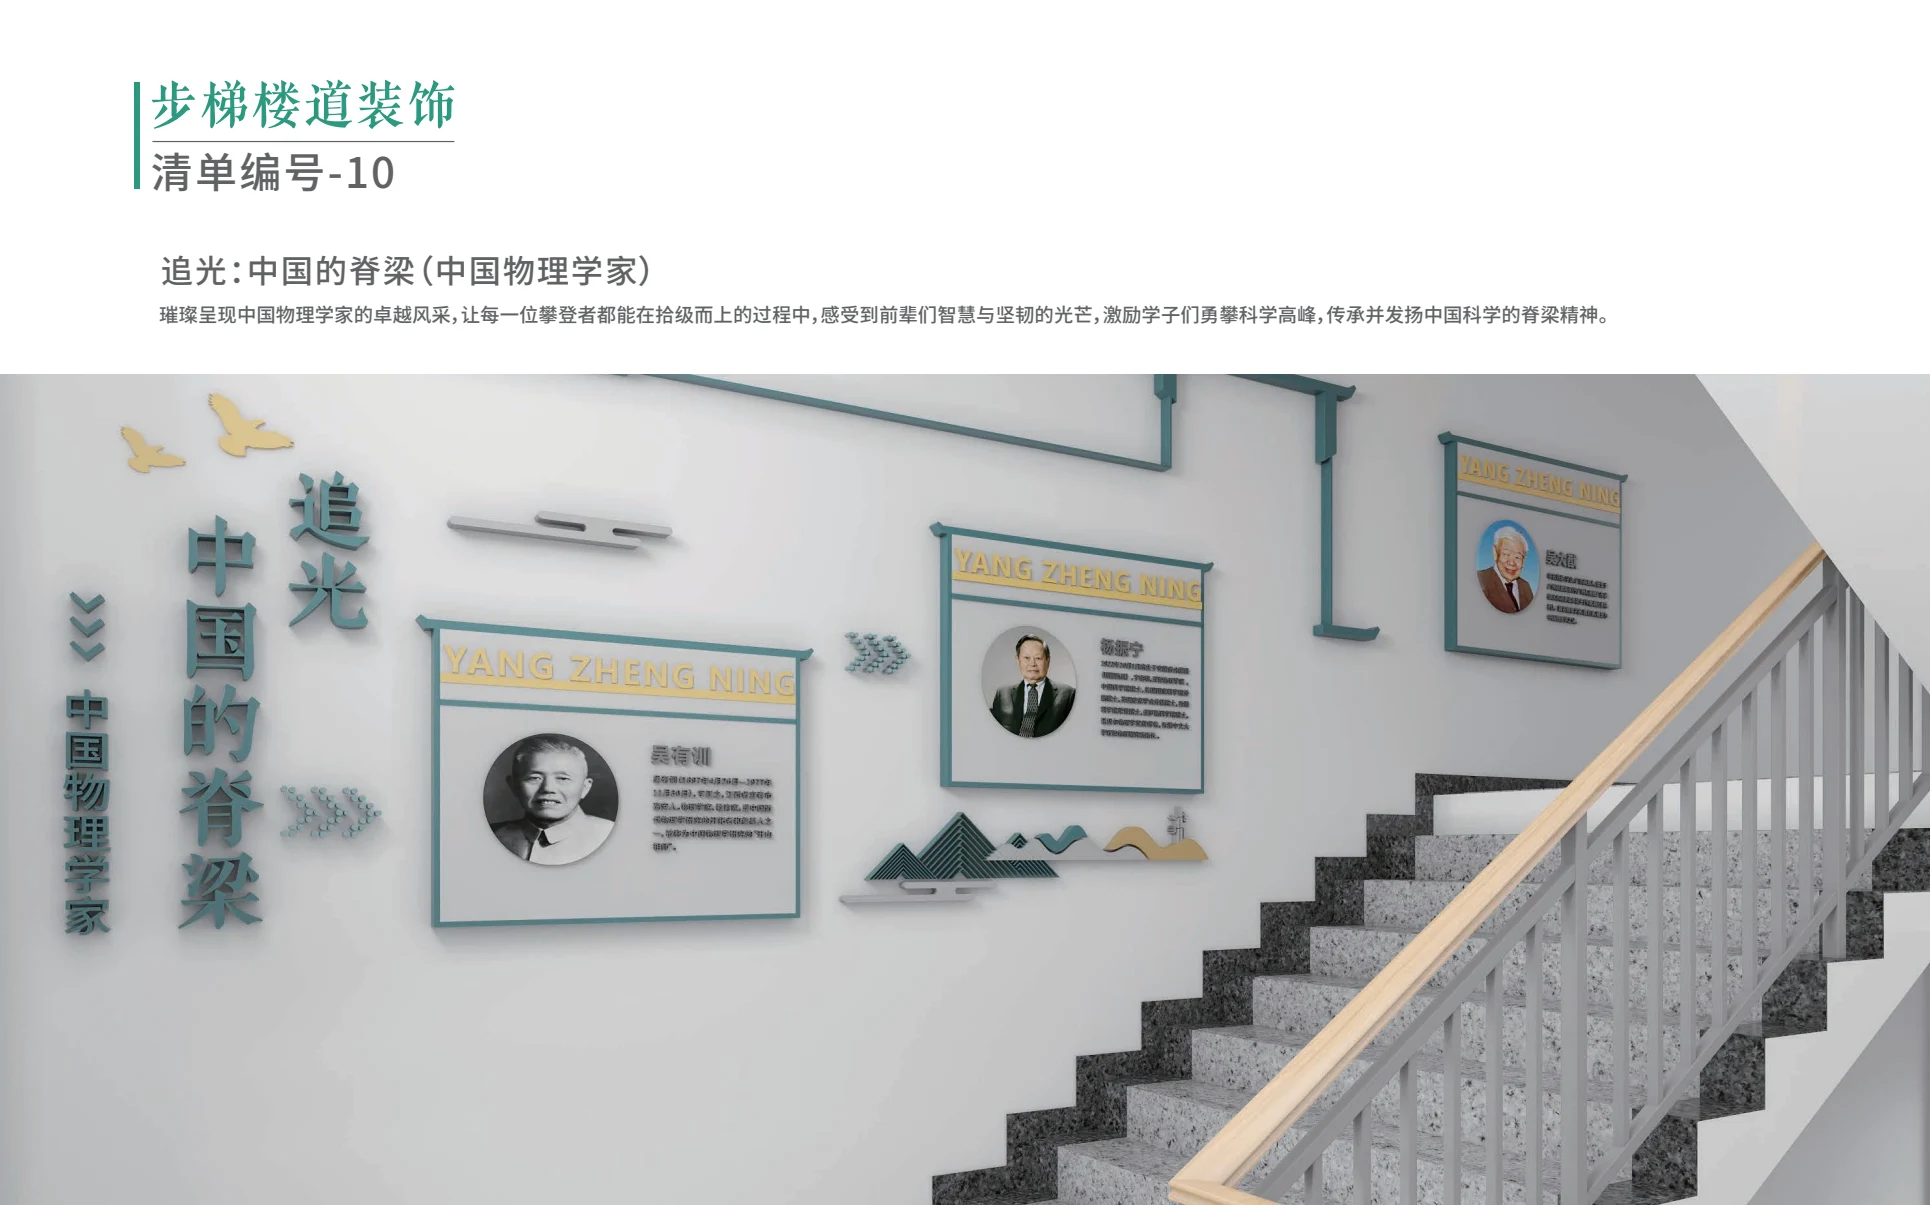 步梯楼道装饰
清单编号-10
追光：中国的脊梁（中国物理学家）
璀璨呈现中国物理学家的卓越风采，让每一位攀登者都能在拾级而上的过程中，感受到前辈们智慧与坚韧的光芒，激励学子们勇攀科学高峰，传承并发扬中国科学的脊梁精神。
追光
中国的脊梁
中国物理学家
YANG ZHENG NING
吴有训
YANG ZHENG NING
杨振宁
YANG ZHENG NING
吴大猷